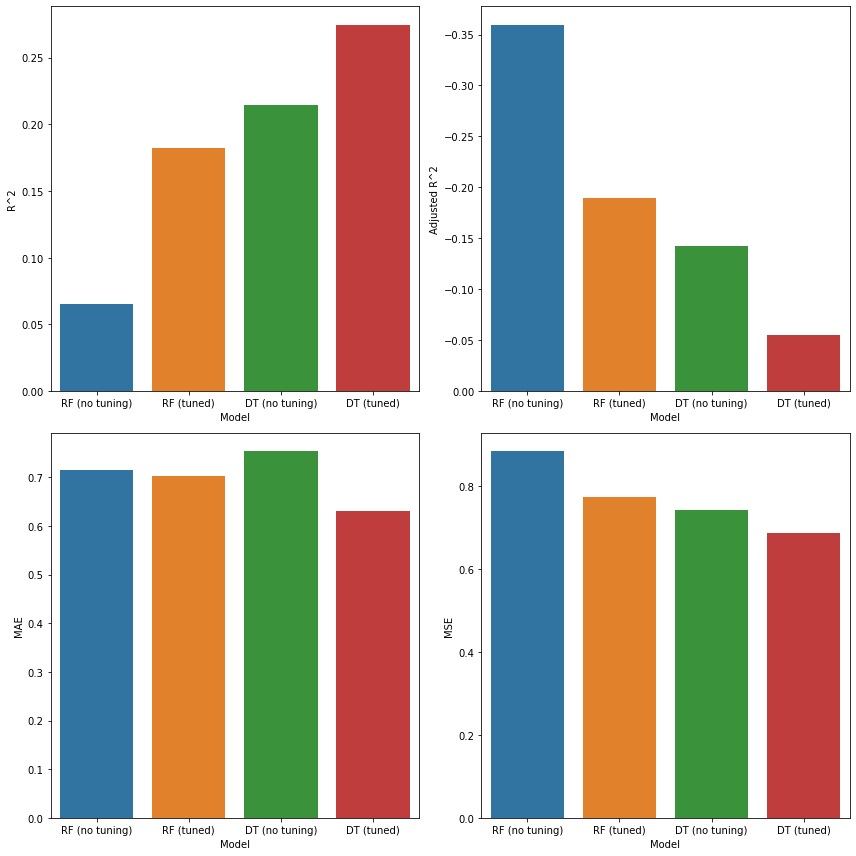 R^2
0.25
0.20
0.15
0.10
0.05
0.00
RF (no tuning) RF (tuned) DT (no tuning) DT (tuned)
Model
Adjusted R^2
−0.35
−0.30
−0.25
−0.20
−0.15
−0.10
−0.05
0.00
RF (no tuning) RF (tuned) DT (no tuning) DT (tuned)
Model
MAE
0.7
0.6
0.5
0.4
0.3
0.2
0.1
0.0
RF (no tuning) RF (tuned) DT (no tuning) DT (tuned)
Model
MSE
0.8
0.6
0.4
0.2
0.0
RF (no tuning) RF (tuned) DT (no tuning) DT (tuned)
Model